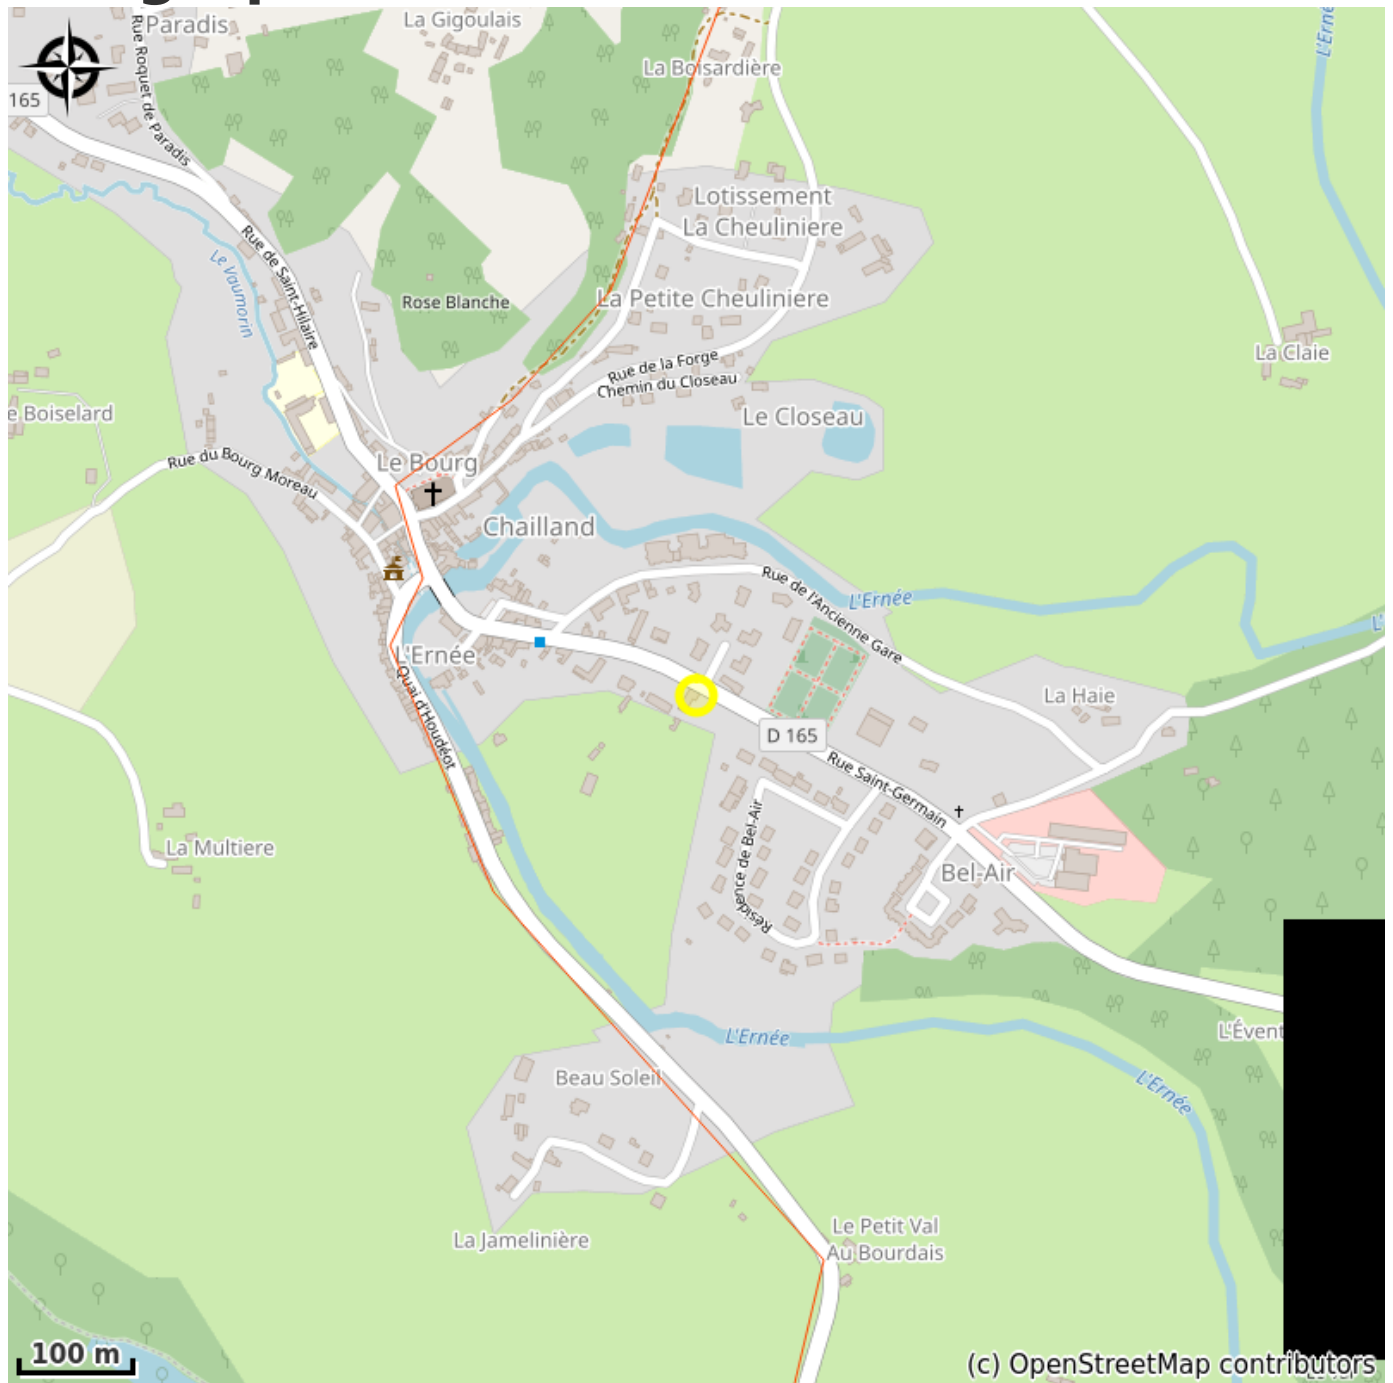 Paradis
La Gigoulais
L'Ernée
La Boisardière
Rue Roquet de Paradis
165
Lotissement
La Cheuliniere
Rue de Saint-Hilaire
Le Vaumorin
Rose Blanche
La Petite Cheuliniere
La Claie
Rue de la Forge
Chemin du Closeau
e Boiselard
Le Closeau
Rue du Bourg Moreau
Le Bourg
Chailland
Rue de l'Ancienne Gare
L'Ernée
L'Ernée
Quai d'Houdéot
La Haie
D 165
Rue Saint-Germain
Résidence de Bel-Air
La Multiere
Bel-Air
L'Ernée
L'Évent
Beau Soleil
L'Ernée
La Jamelinière
Le Petit Val
Au Bourdais
100 m
(c) OpenStreetMap contributors